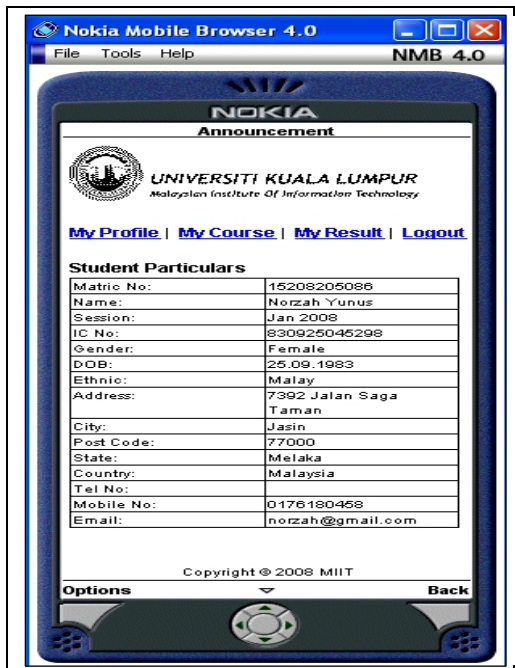 Nokia Mobile Browser 4.0
File Tools Help NMB 4.0
NOKIA
Announcement
UNIVERSITI KUALA LUMPUR
Malaysian Institute Of Information Technology
My Profile | My Course | My Result | Logout
Student Particulars
Matric No: 15208205086
Name: Norzah Yunus
Session: Jan 2008
IC No: 830925045298
Gender: Female
DOB: 25.09.1983
Ethnic: Malay
Address: 7392 Jalan Saga
Taman
City: Jasin
Post Code: 77000
State: Melaka
Country: Malaysia
Tel No:
Mobile No: 0176180458
Email: norzah@gmail.com
Copyright © 2008 MIIT
Options Back